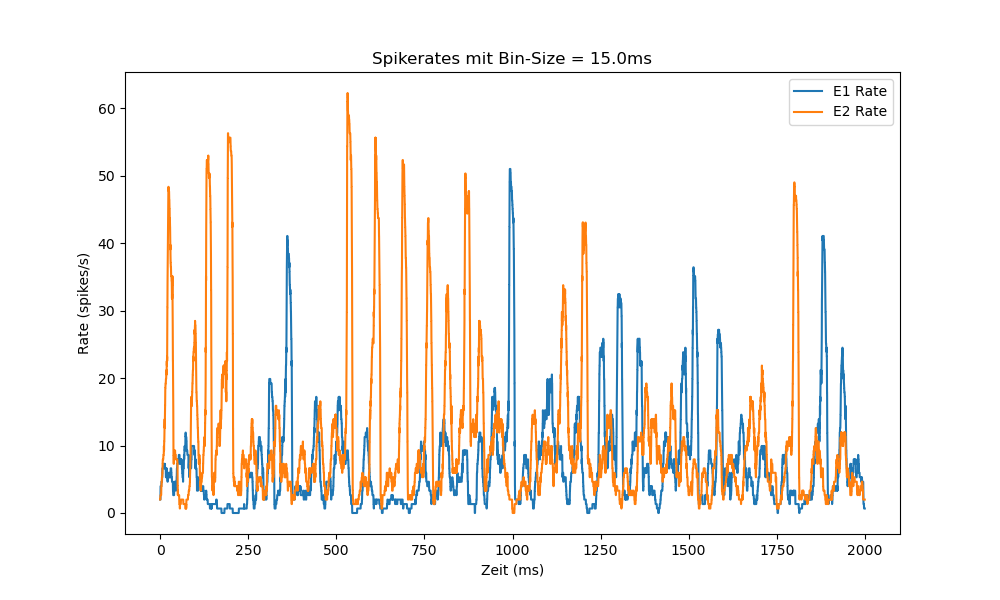 Spikerates mit Bin-Size = 15.0ms
E1 Rate
E2 Rate
Rate (spikes/s)
60
50
40
30
20
10
0
0 250 500 750 1000 1250 1500 1750 2000
Zeit (ms)